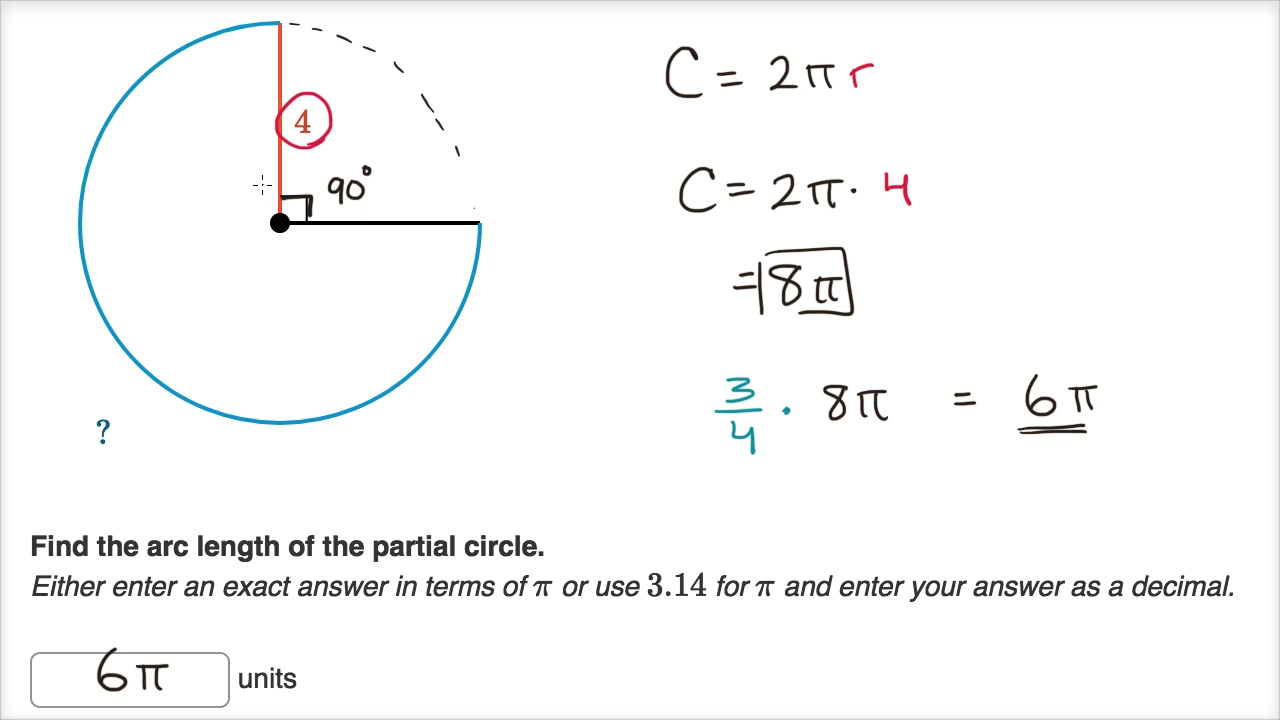 4
90°
?
C = 2πr
C = 2π · 4
= 8π
3/4 · 8π = 6π
Find the arc length of the partial circle.
Either enter an exact answer in terms of π or use 3.14 for π and enter your answer as a decimal.
6π units